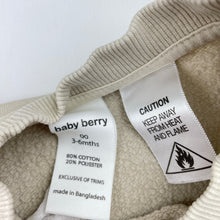 baby berry
00
3-6mths
80% COTTON
20% POLYESTER
EXCLUSIVE OF TRIMS
made in Bangladesh
CAUTION
KEEP AWAY
FROM HEAT
AND FLAME